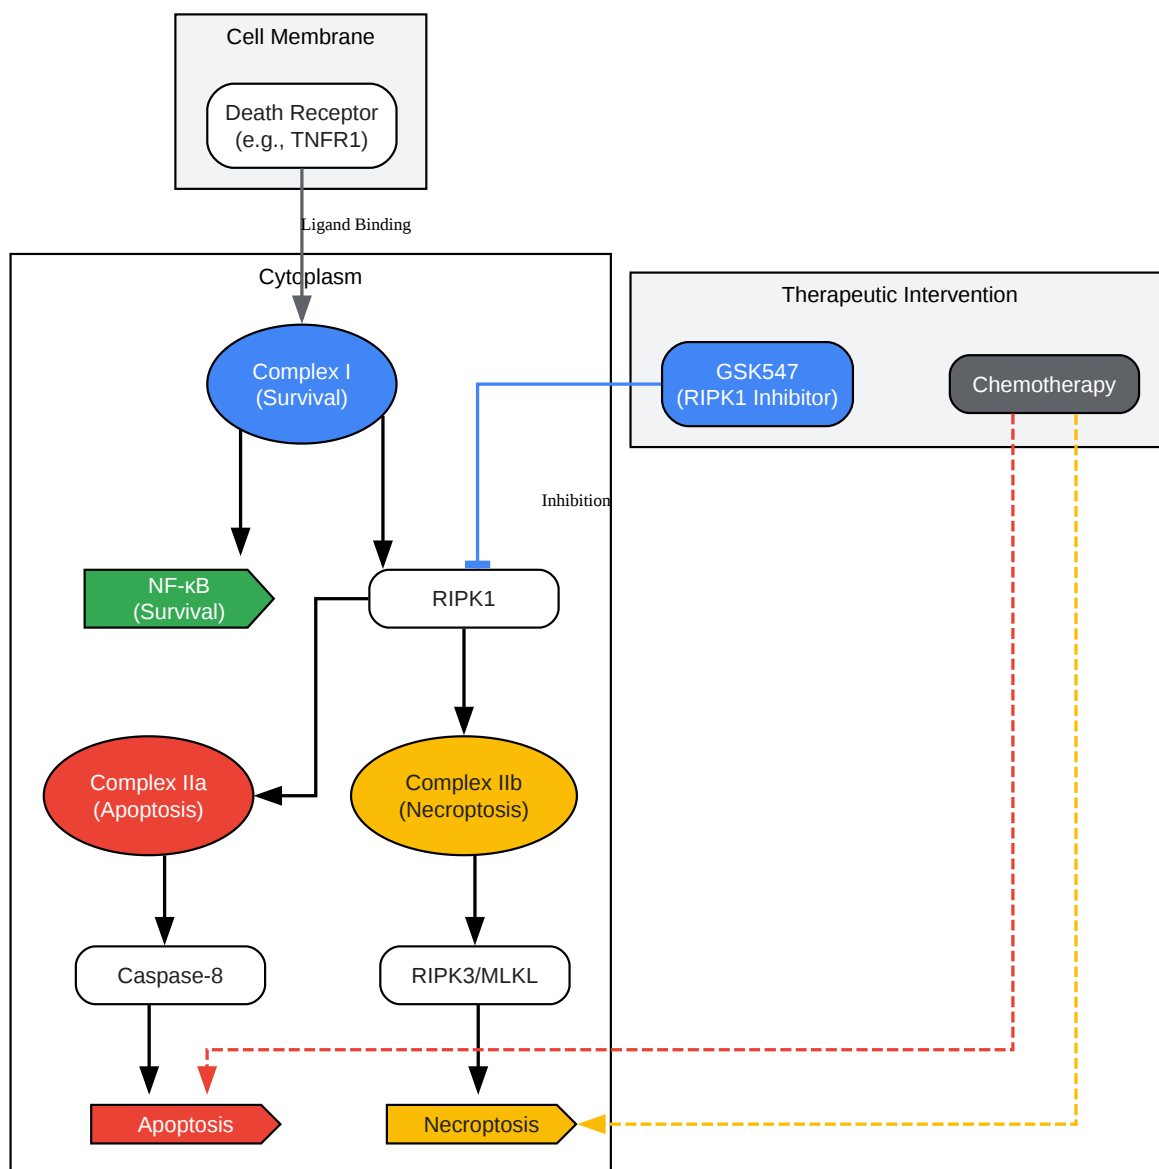 Cell Membrane
Death Receptor
(e.g., TNFR1)
Ligand Binding
Cytoplasm
Therapeutic Intervention
Complex I
(Survival)
GSK547
(RIPK1 Inhibitor)
Chemotherapy
Inhibition
NF-κB
(Survival)
RIPK1
Complex IIa
(Apoptosis)
Complex IIb
(Necroptosis)
Caspase-8
RIPK3/MLKL
Apoptosis
Necroptosis